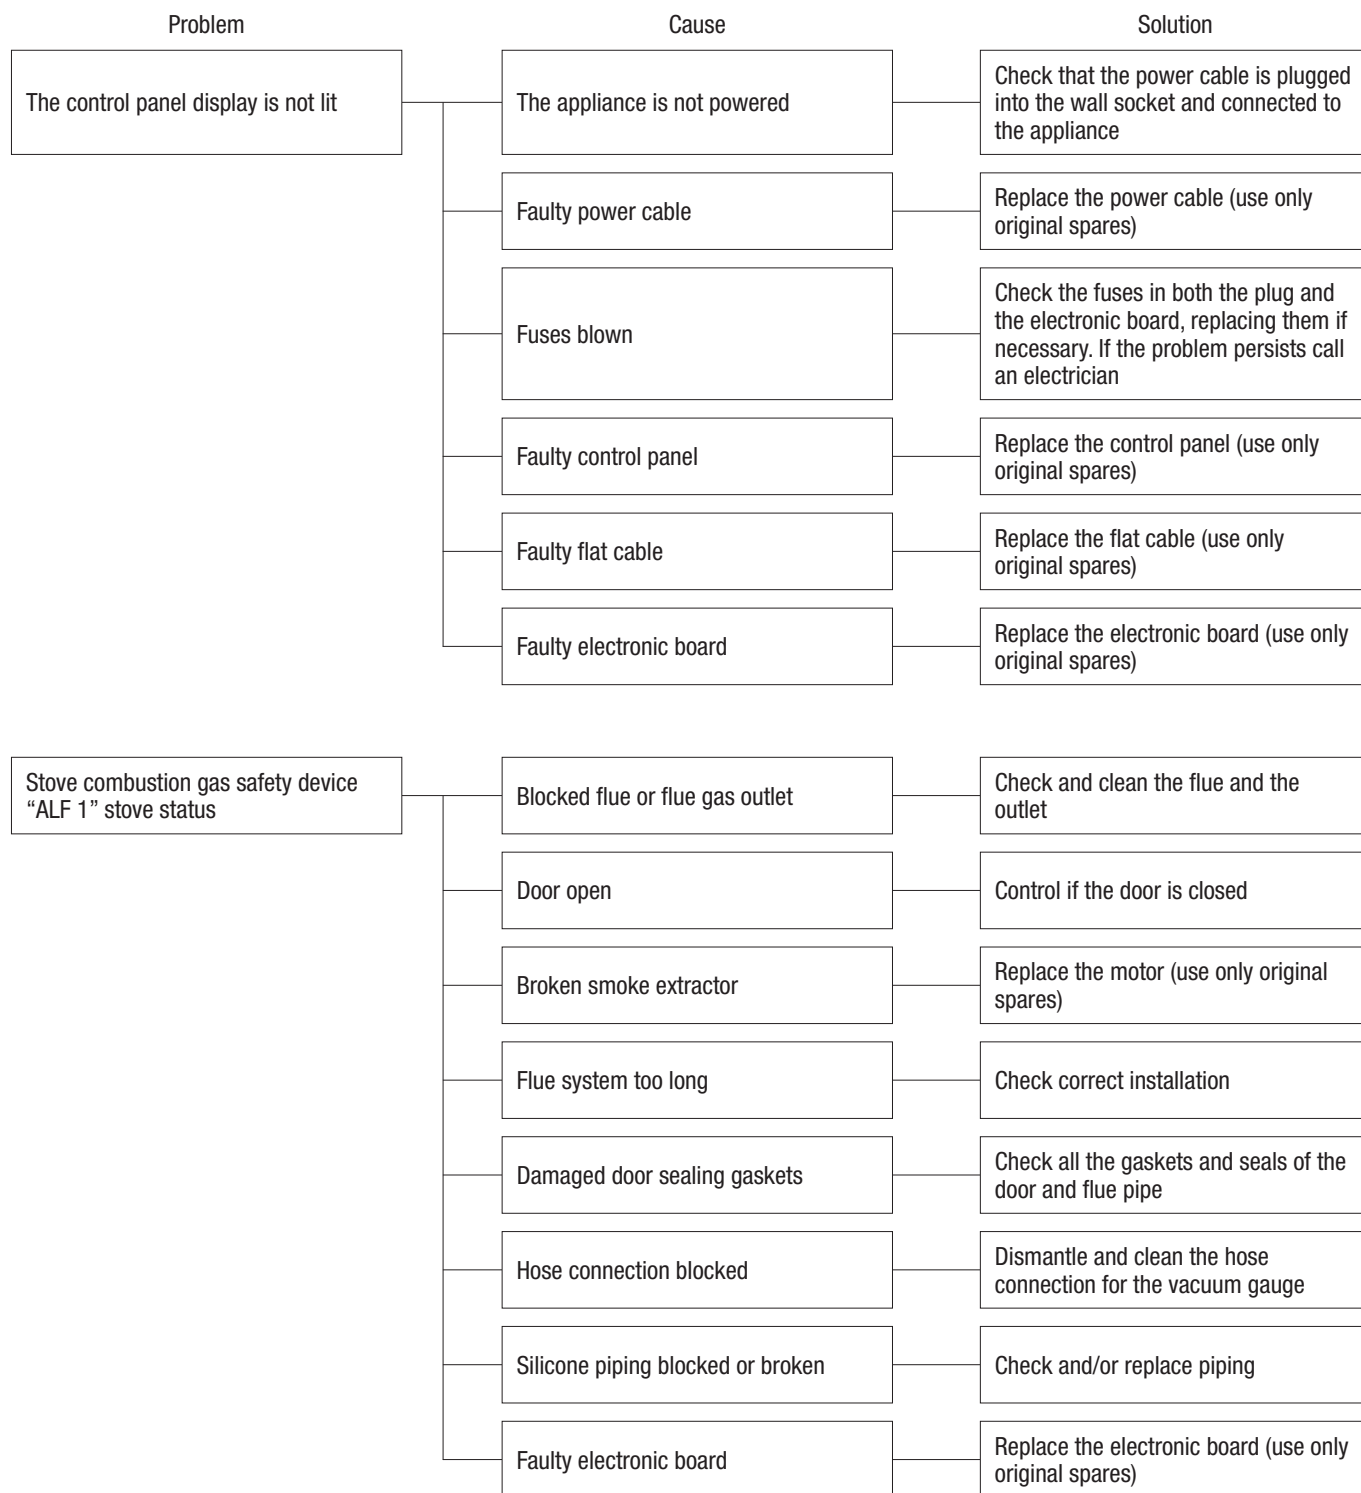 Problem
Cause
Solution
The control panel display is not lit
The appliance is not powered
Check that the power cable is plugged
into the wall socket and connected to
the appliance
Faulty power cable
Replace the power cable (use only
original spares)
Fuses blown
Check the fuses in both the plug and
the electronic board, replacing them if
necessary. If the problem persists call
an electrician
Faulty control panel
Replace the control panel (use only
original spares)
Faulty flat cable
Replace the flat cable (use only
original spares)
Faulty electronic board
Replace the electronic board (use only
original spares)
Stove combustion gas safety device
“ALF 1” stove status
Blocked flue or flue gas outlet
Check and clean the flue and the
outlet
Door open
Control if the door is closed
Broken smoke extractor
Replace the motor (use only original
spares)
Flue system too long
Check correct installation
Damaged door sealing gaskets
Check all the gaskets and seals of the
door and flue pipe
Hose connection blocked
Dismantle and clean the hose
connection for the vacuum gauge
Silicone piping blocked or broken
Check and/or replace piping
Faulty electronic board
Replace the electronic board (use only
original spares)